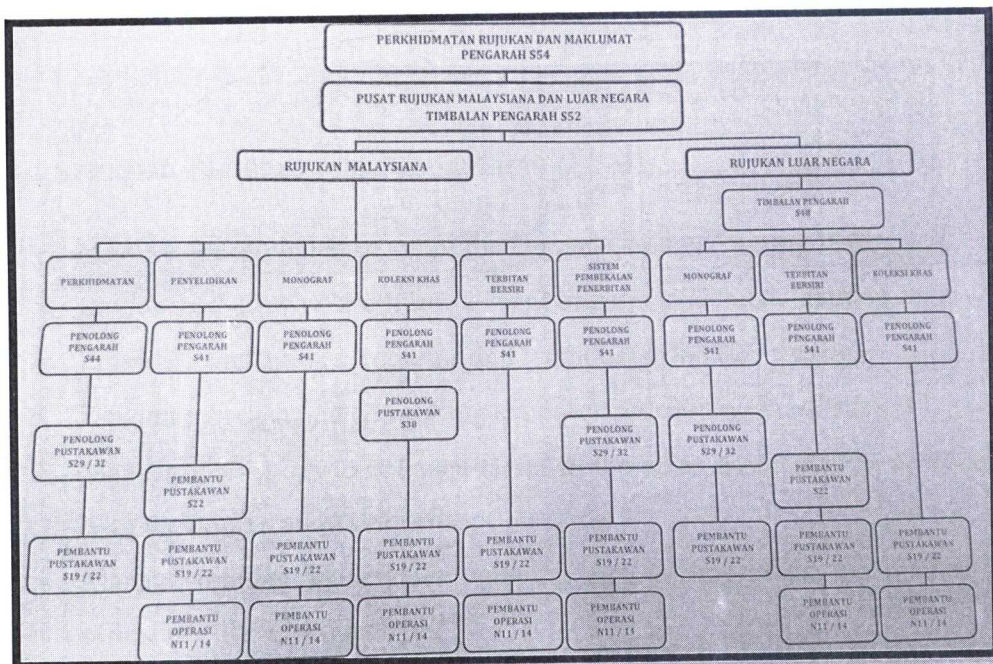 PERKHIDMATAN RUJUKAN DAN MAKLUMAT
PENGARAH S54
PUSAT RUJUKAN MALAYSIANA DAN LUAR NEGARA
TIMBALAN PENGARAH S52
RUJUKAN MALAYSIANA
RUJUKAN LUAR NEGARA
TIMBALAN PENGARAH
S48
PERKHIDMATAN
PENYELIDIKAN
MONOGRAF
KOLEKSI KHAS
TERBITAN
BERSIRI
SISTEM
PEMBEKALAN
PENERBITAN
MONOGRAF
TERBITAN
BERSIRI
KOLEKSI KHAS
PENOLONG
PENGARAH
S44
PENOLONG
PENGARAH
S41
PENOLONG
PENGARAH
S41
PENOLONG
PENGARAH
S41
PENOLONG
PENGARAH
S41
PENOLONG
PENGARAH
S41
PENOLONG
PENGARAH
S41
PENOLONG
PENGARAH
S41
PENOLONG
PENGARAH
S41
PENOLONG
PUSTAKAWAN
S29 / 32
PEMBANTU
PUSTAKAWAN
S22
PENOLONG
PUSTAKAWAN
PENOLONG
PUSTAKAWAN
S29 / 32
PENOLONG
PUSTAKAWAN
S29 / 32
PEMBANTU
PUSTAKAWAN
S22
PEMBANTU
PUSTAKAWAN
S19 / 22
PEMBANTU
PUSTAKAWAN
S19 / 22
PEMBANTU
PUSTAKAWAN
S19 / 22
PEMBANTU
PUSTAKAWAN
S19 / 22
PEMBANTU
PUSTAKAWAN
S19 / 22
PEMBANTU
PUSTAKAWAN
S19 / 22
PEMBANTU
PUSTAKAWAN
S19 / 22
PEMBANTU
PUSTAKAWAN
S19 / 22
PEMBANTU
PUSTAKAWAN
S19 / 22
PEMBANTU
OPERASI
N11 / 14
PEMBANTU
OPERASI
N11 / 14
PEMBANTU
OPERASI
N11 / 14
PEMBANTU
OPERASI
N11 / 14
PEMBANTU
OPERASI
PEMBANTU
OPERASI
N11 / 14
PEMBANTU
OPERASI
N11 / 14